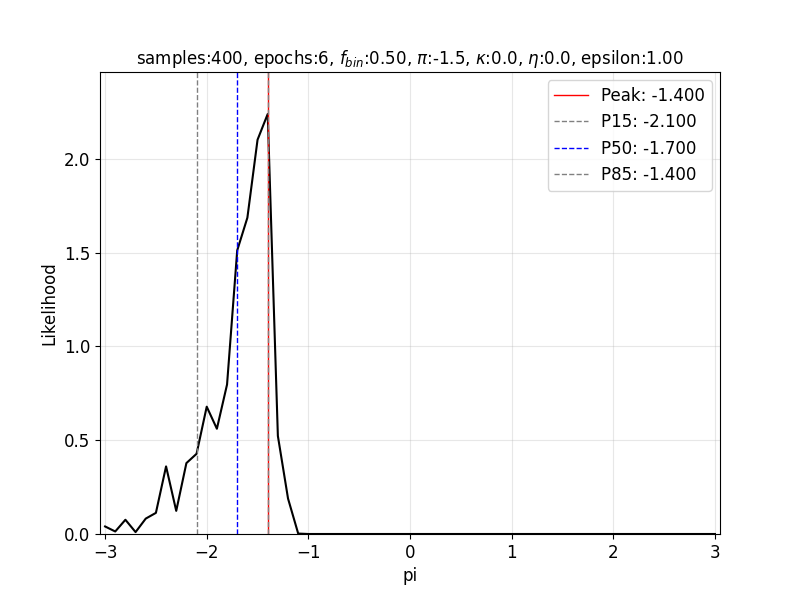 samples:400, epochs:6, f_bin:0.50, π:-1.5, κ:0.0, η:0.0, epsilon:1.00
Peak: -1.400
P15: -2.100
P50: -1.700
P85: -1.400
2.0
1.5
1.0
0.5
0.0
Likelihood
−3
−2
−1
0
1
2
3
pi